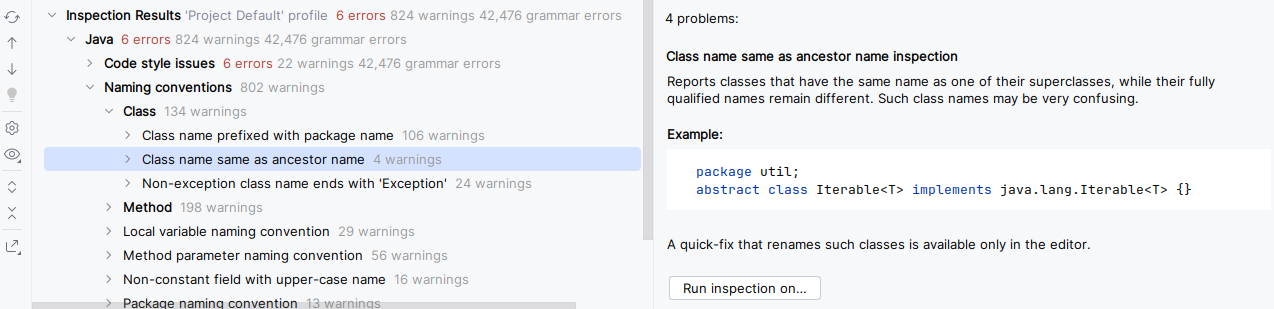 Inspection Results 'Project Default' profile 6 errors 824 warnings 42,476 grammar errors
Java 6 errors 824 warnings 42,476 grammar errors
Code style issues 6 errors 22 warnings 42,476 grammar errors
Naming conventions 802 warnings
Class 134 warnings
Class name prefixed with package name 106 warnings
Class name same as ancestor name 4 warnings
Non-exception class name ends with 'Exception' 24 warnings
Method 198 warnings
Local variable naming convention 29 warnings
Method parameter naming convention 56 warnings
Non-constant field with upper-case name 16 warnings
Package naming convention 13 warnings
4 problems:
Class name same as ancestor name inspection
Reports classes that have the same name as one of their superclasses, while their fully
qualified names remain different. Such class names may be very confusing.
Example:
package util;
abstract class Iterable<T> implements java.lang.Iterable<T> {}
A quick-fix that renames such classes is available only in the editor.
Run inspection on...